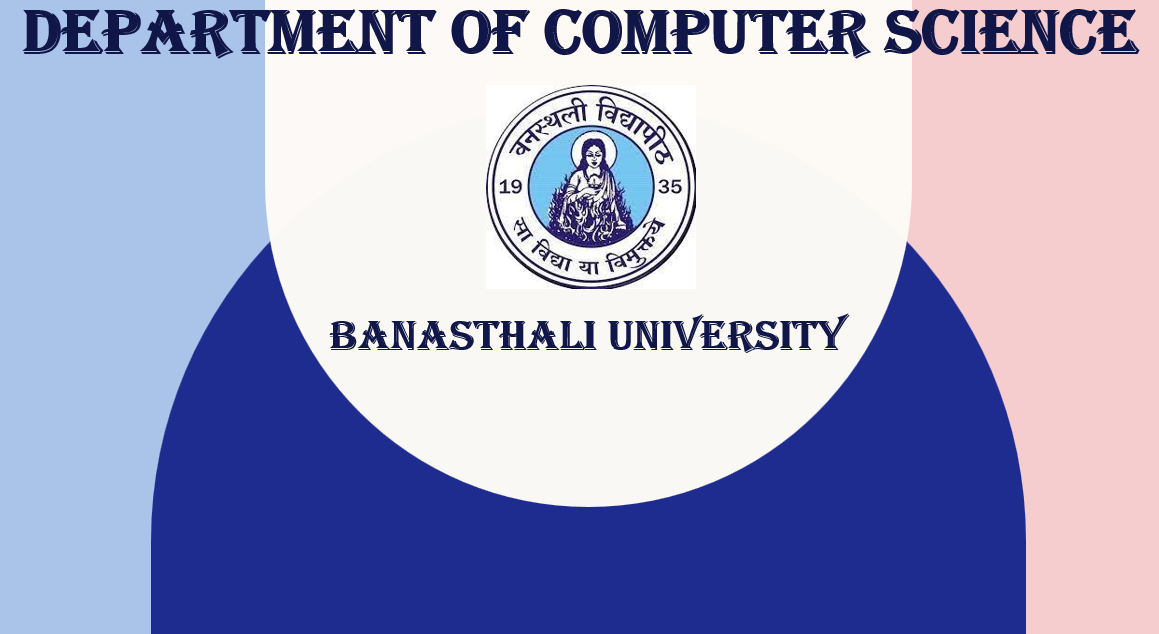 DEPARTMENT OF COMPUTER SCIENCE
वनस्थली विद्यापीठ
19 35
सा विद्या या विमुक्तये
BANASTHALI UNIVERSITY